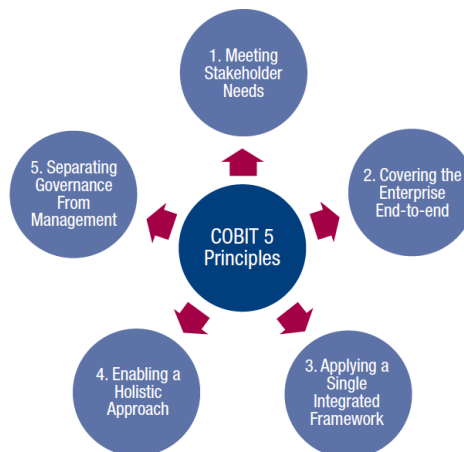 1. Meeting
Stakeholder
Needs
5. Separating
Governance
From
Management
2. Covering the
Enterprise
End-to-end
COBIT 5
Principles
4. Enabling a
Holistic
Approach
3. Applying a
Single
Integrated
Framework